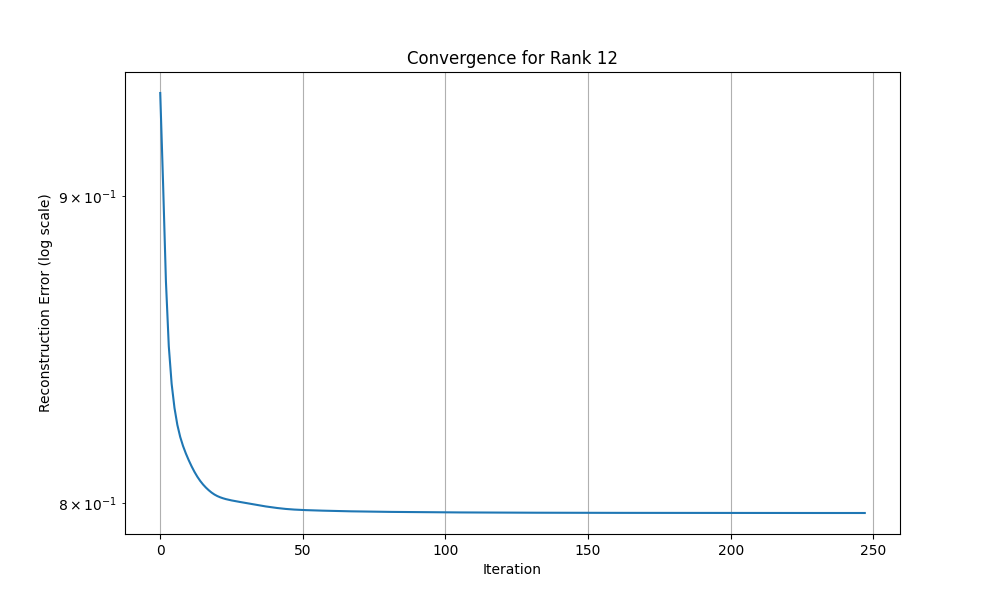 Convergence for Rank 12
Reconstruction Error (log scale)
9 × 10⁻¹
8 × 10⁻¹
0 50 100 150 200 250
Iteration